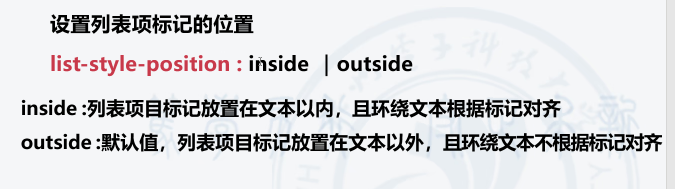 设置列表项标记的位置
list-style-position : inside | outside
inside :列表项目标记放置在文本以内，且环绕文本根据标记对齐
outside :默认值，列表项目标记放置在文本以外，且环绕文本不根据标记对齐